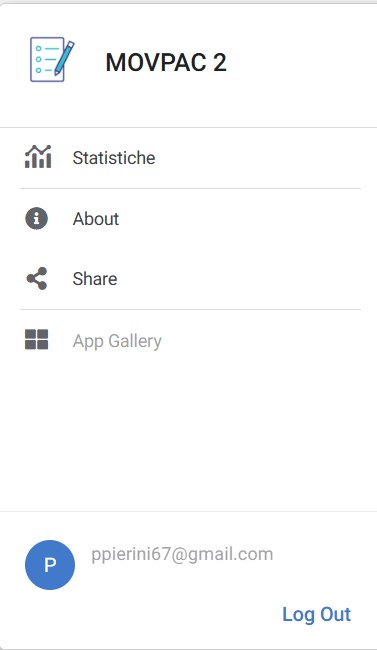 MOVPAC 2
Statistiche
About
Share
App Gallery
P
ppierini67@gmail.com
Log Out